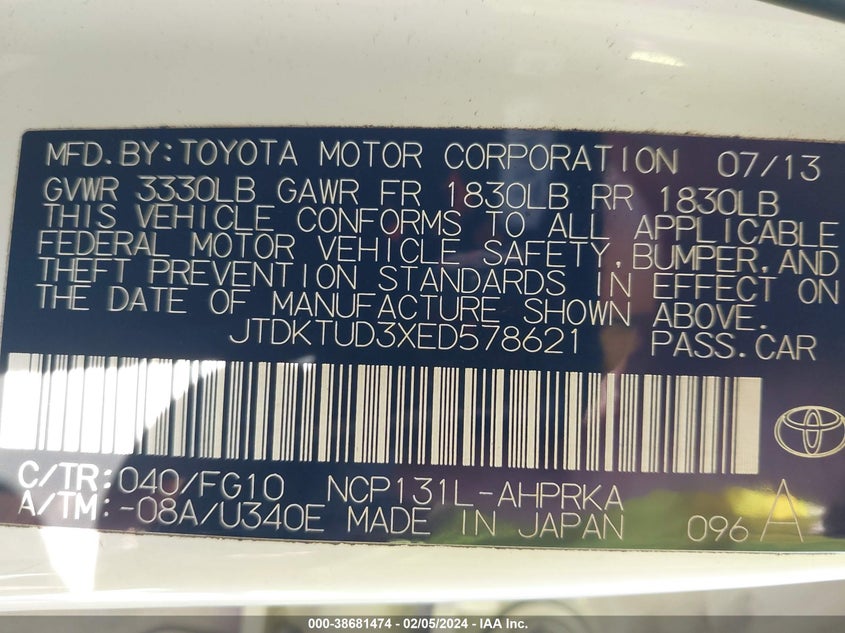 MFD.BY:TOYOTA MOTOR CORPORATION 07/13
GVWR 3330LB GAWR FR 1830LB RR 1830LB
THIS VEHICLE CONFORMS TO ALL APPLICABLE
FEDERAL MOTOR VEHICLE SAFETY,BUMPER,AND
THEFT PREVENTION STANDARDS IN EFFECT ON
THE DATE OF MANUFACTURE SHOWN ABOVE.
JTDKTUD3XED578621 PASS.CAR
C/TR:040/FG10 NCP131L-AHPRKA
A/TM:-08A/U340E MADE IN JAPAN 096 A
000-38681474 - 02/05/2024 - IAA Inc.